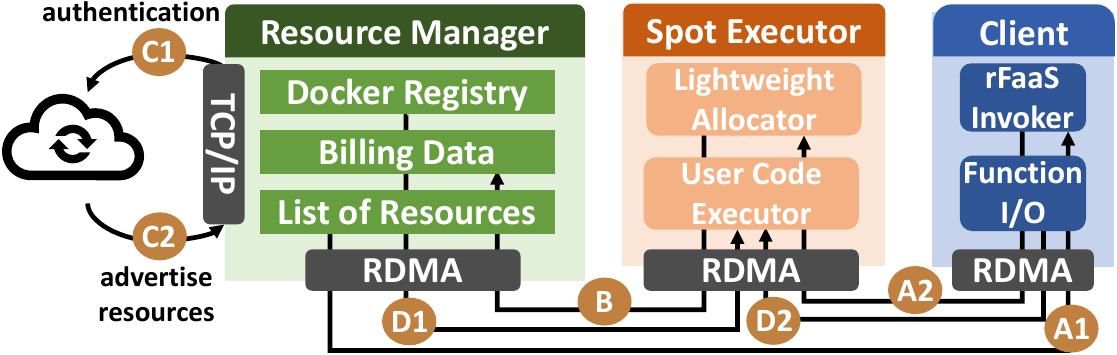 authentication
C1
C2
advertise
resources
TCP/IP
Resource Manager
Docker Registry
Billing Data
List of Resources
RDMA
Spot Executor
Lightweight
Allocator
User Code
Executor
RDMA
Client
rFaaS
Invoker
Function
I/O
RDMA
D1
B
D2
A2
A1